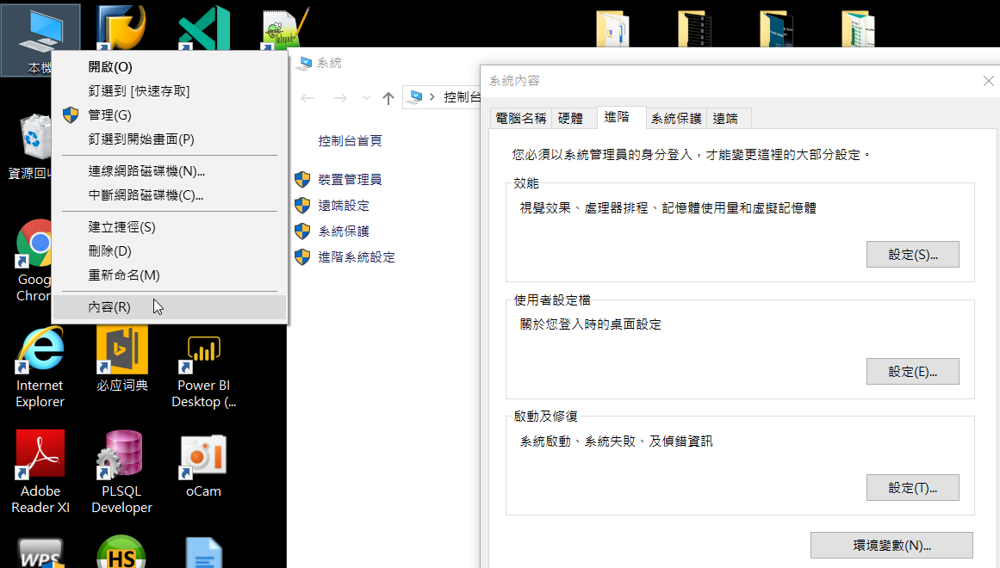 本機
開啟(O)
釘選到 [快速存取]
管理(G)
釘選到開始畫面(P)
連線網路磁碟機(N)...
中斷網路磁碟機(C)...
建立捷徑(S)
刪除(D)
重新命名(M)
內容(R)
資源回收
Goog
Chron
Internet
Explorer
必应词典
Power BI
Desktop (...
Adobe
Reader XI
PLSQL
Developer
oCam
WPS
HS
系統
控制台
控制台首頁
裝置管理員
遠端設定
系統保護
進階系統設定
系統內容
電腦名稱
硬體
進階
系統保護
遠端
您必須以系統管理員的身分登入，才能變更這裡的大部分設定。
效能
視覺效果、處理器排程、記憶體使用量和虛擬記憶體
設定(S)...
使用者設定檔
關於您登入時的桌面設定
設定(E)...
啟動及修復
系統啟動、系統失敗、及偵錯資訊
設定(T)...
環境變數(N)...